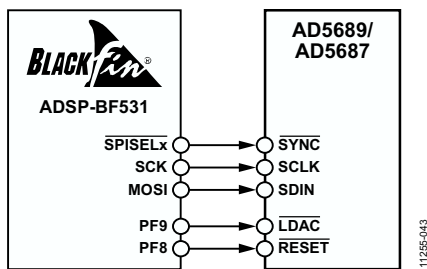 BLACKfin®
ADSP-BF531
AD5689/
AD5687
SPISELx
SYNC
SCK
SCLK
MOSI
SDIN
PF9
LDAC
PF8
RESET
11255-043